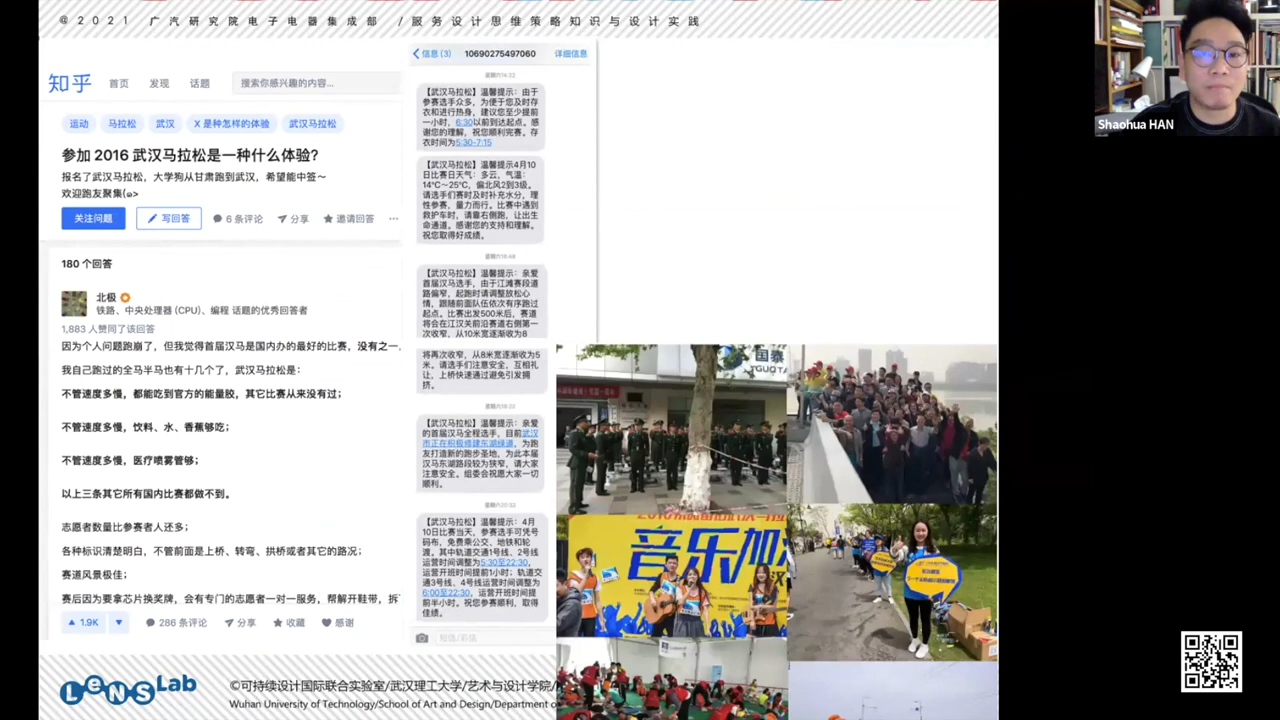 @2021 广汽研究院电子电器集成部 /服务设计思维策略知识与设计实践
知乎 首页 发现 话题 搜索你感兴趣的内容...
运动 马拉松 武汉 X 是种怎样的体验 武汉马拉松
参加 2016 武汉马拉松是一种什么体验?
报名了武汉马拉松，大学狗从甘肃跑到武汉，希望能中签～
欢迎跑友聚集(๑>
关注问题 写回答 6 条评论 分享 邀请回答 ...
180 个回答
北极
铁路、中央处理器 (CPU)、编程 话题的优秀回答者
1,883 人赞同了该回答
因为个人问题跑崩了，但我觉得首届汉马是国内办的最好的比赛，没有之一
我自己跑过的全马半马也有十几个了，武汉马拉松是：
不管速度多慢，都能吃到官方的能量胶，其它比赛从来没有过；
不管速度多慢，饮料、水、香蕉够吃；
不管速度多慢，医疗喷雾管够；
以上三条其它所有国内比赛都做不到。
志愿者数量比参赛者人还多；
各种标识清楚明白，不管前面是上桥、转弯、拱桥或者其它的路况；
赛道风景极佳；
赛后因为要拿芯片换奖牌，会有专门的志愿者一对一服务，帮解开鞋带，拆
1.9K 286 条评论 分享 收藏 感谢
信息(3) 10690275497060 详细信息
星期六14:22
【武汉马拉松】温馨提示：由于
参赛选手众多，为便于您及时存
衣和进行热身，建议您至少提前
一小时，6:30以前到达起点。感
谢您的理解，祝您顺利完赛。存
衣时间为5:30-7:15
【武汉马拉松】温馨提示4月10
日比赛日天气：多云，气温：
14℃～25℃，偏北风2到3级。
请选手们赛时及时补充水分，理
性参赛，量力而行。比赛中遇到
救护车时，请靠右侧跑，让出生
命通道。感谢您的支持和理解。
祝您取得好成绩。
星期六16:48
【武汉马拉松】温馨提示：亲爱
首届汉马选手，由于江滩赛段道
路偏窄，起跑时请调整放松心
情，跟随前面队伍依次有序跑过
起点。比赛出发500米后，赛道
将会在江汉关前沿赛道右侧第一
次收窄，从10米宽逐渐收为8
将再次收窄，从8米宽逐渐收为5
米。请选手们注意安全，互相礼
让，上桥快速通过避免引发拥
挤。
星期六18:22
【武汉马拉松】温馨提示：亲爱
的首届汉马全程选手，目前武汉
市正在积极修建东湖绿道，为跑
友打造新的跑步圣地，为此本届
汉马东湖路段较为狭窄，请大家
注意安全。组委会祝愿大家一切
顺利。
星期六20:32
【武汉马拉松】温馨提示：4月
10日比赛当天，参赛选手可凭号
码布，免费乘公交、地铁和轮
渡，其中轨道交通1号线、2号线
运营时间调整为5:30至22:30，
运营开班时间提前1小时；轨道交
通3号线、4号线运营时间调整为
6:00至22:30，运营开班时间提
前半小时。祝您参赛顺利，取得
佳绩。
短信/彩信
国泰
音乐加
Shaohua HAN
LeNS Lab
©可持续设计国际联合实验室/武汉理工大学/艺术与设计学院/
Wuhan University of Technology/School of Art and Design/Department o